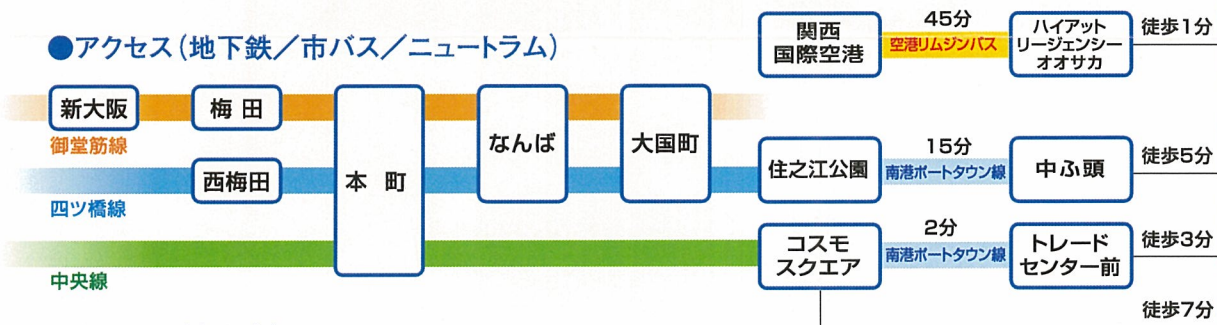 ●アクセス(地下鉄／市バス／ニュートラム)
関西
国際空港
45分
空港リムジンバス
ハイアット
リージェンシー
オオサカ
徒歩1分
新大阪
梅田
御堂筋線
本町
なんば
大国町
西梅田
四ツ橋線
住之江公園
15分
南港ポートタウン線
中ふ頭
徒歩5分
中央線
コスモ
スクエア
2分
南港ポートタウン線
トレード
センター前
徒歩3分
徒歩7分